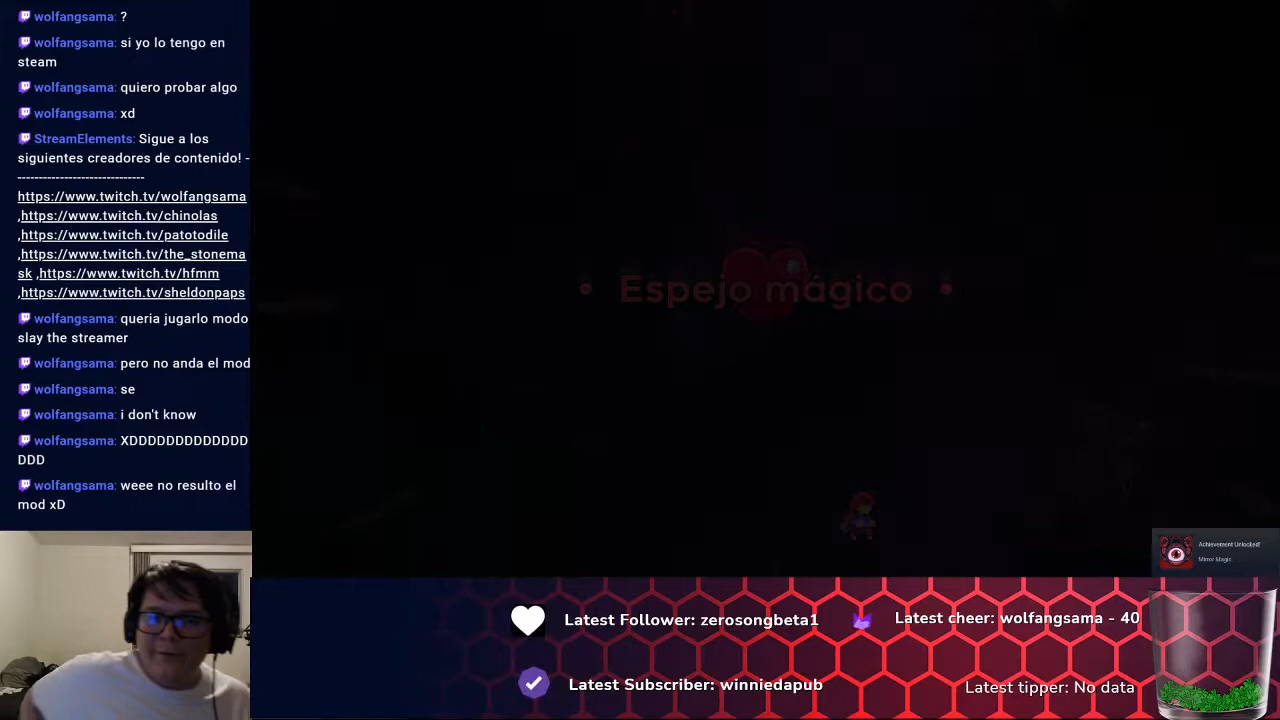 wolfangsama: ?
wolfangsama: si yo lo tengo en
steam
wolfangsama: quiero probar algo
wolfangsama: xd
StreamElements: Sigue a los
siguientes creadores de contenido! -
-----------------------------
https://www.twitch.tv/wolfangsama
,https://www.twitch.tv/chinolas
,https://www.twitch.tv/patotodile
,https://www.twitch.tv/the_stonema
sk ,https://www.twitch.tv/hfmm
,https://www.twitch.tv/sheldonpaps
wolfangsama: queria jugarlo modo
slay the streamer
wolfangsama: pero no anda el mod
wolfangsama: se
wolfangsama: i don't know
wolfangsama: XDDDDDDDDDDDDDD
DDD
wolfangsama: weee no resulto el
mod xD
• Espejo mágico •
Achievement Unlocked!
Mirror Magic
Latest Follower: zerosongbeta1
Latest cheer: wolfangsama - 40
Latest Subscriber: winniedapub
Latest tipper: No data